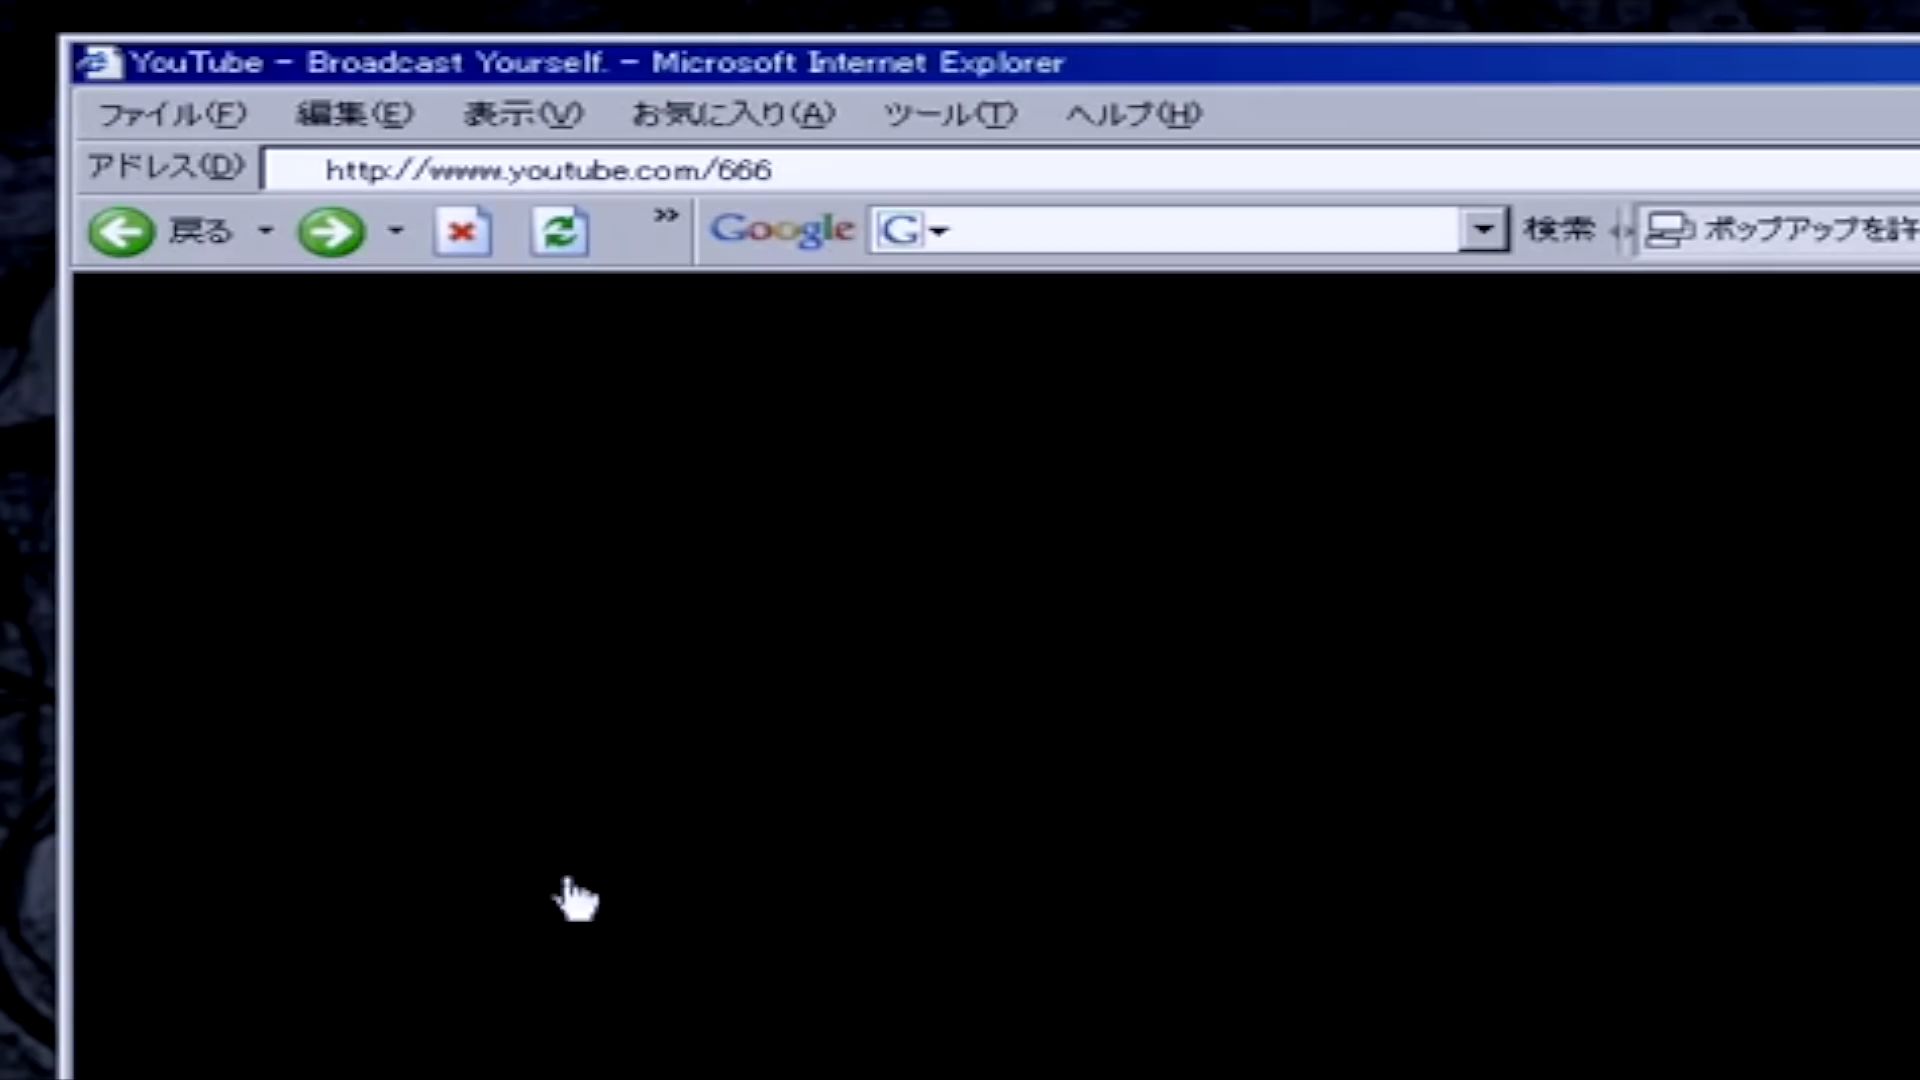 YouTube - Broadcast Yourself. - Microsoft Internet Explorer
ファイル(F) 編集(E) 表示(V) お気に入り(A) ツール(T) ヘルプ(H)
アドレス(D) http://www.youtube.com/666
戻る » Google G 検索 ポップアップを許